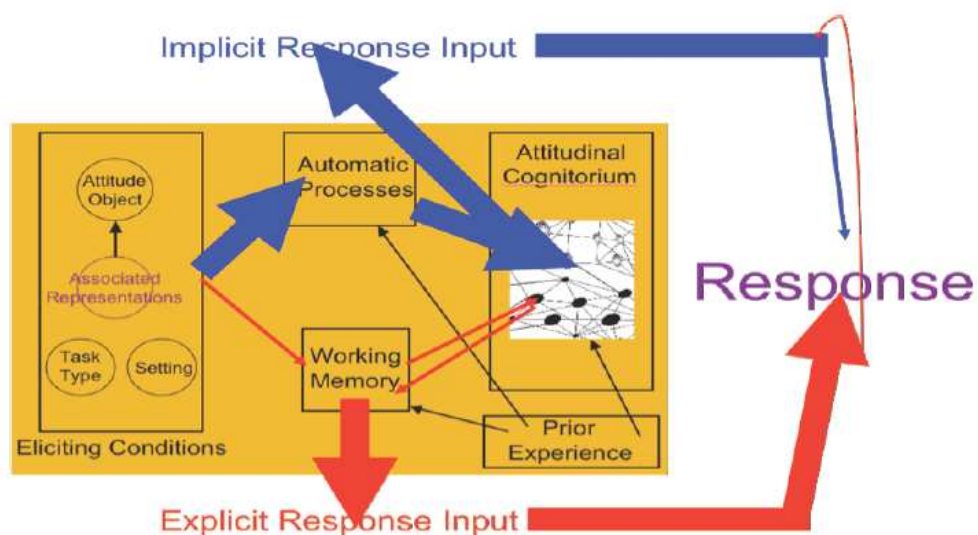 Implicit Response Input
Attitude
Object
Associated
Representations
Task
Type
Setting
Eliciting Conditions
Automatic
Processes
Working
Memory
Attitudinal
Cognitorium
Prior
Experience
Response
Explicit Response Input